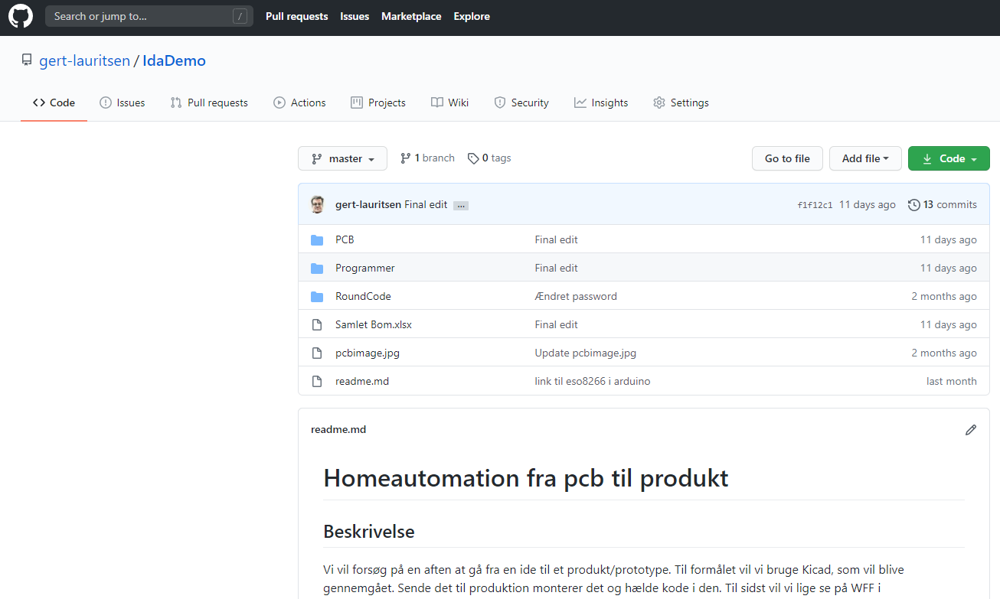 Search or jump to... /
Pull requests Issues Marketplace Explore
gert-lauritsen / IdaDemo
Code Issues Pull requests Actions Projects Wiki Security Insights Settings
master 1 branch 0 tags Go to file Add file Code
gert-lauritsen Final edit ... f1f12c1 11 days ago 13 commits
PCB Final edit 11 days ago
Programmer Final edit 11 days ago
RoundCode Ændret password 2 months ago
Samlet Bom.xlsx Final edit 11 days ago
pcbimage.jpg Update pcbimage.jpg 2 months ago
readme.md link til eso8266 i arduino last month
readme.md
Homeautomation fra pcb til produkt
Beskrivelse
Vi vil forsøg på en aften at gå fra en ide til et produkt/prototype. Til formålet vil vi bruge Kicad, som vil blive
gennemgået. Sende det til produktion monterer det og hælde kode i den. Til sidst vil vi lige se på WFF i